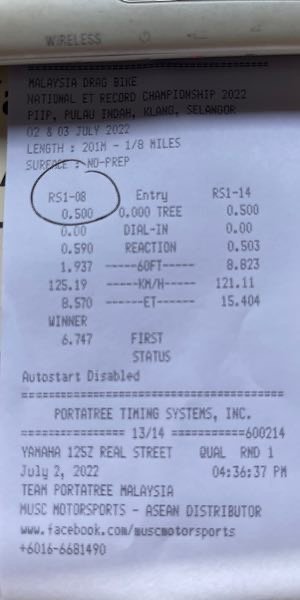 WIRELESS
MALAYSIA DRAG BIKE
NATIONAL ET RECORD CHAMPIONSHIP 2022
PIIP, PULAU INDAH, KLANG, SELANGOR
02 & 03 JULY 2022
LENGTH : 201M - 1/8 MILES
SURFACE : NO-PREP
RS1-08 Entry RS1-14
0.500 0.000 TREE 0.500
0.00 DIAL-IN 0.00
0.590 REACTION 0.503
1.937 -----60FT----- 8.823
125.19 -----KM/H----- 121.11
8.570 ------ET------ 15.404
WINNER
6.747 FIRST
STATUS
Autostart Disabled
======================================
PORTATREE TIMING SYSTEMS, INC.
=============== 13/14 ===========600214
YAMAHA 125Z REAL STREET QUAL RND 1
July 2, 2022 04:36:37 PM
TEAM PORTATREE MALAYSIA
MUSC MOTORSPORTS - ASEAN DISTRIBUTOR
www.facebook.com/muscmotorsports
+6016-6681490